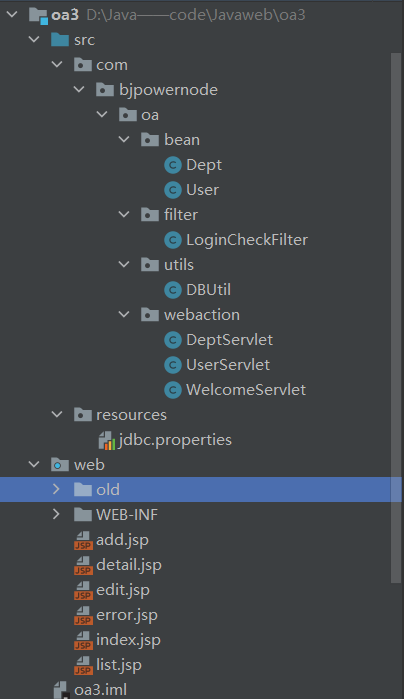 oa3 D:\Java——code\Javaweb\oa3
src
com
bjpowernode
oa
bean
Dept
User
filter
LoginCheckFilter
utils
DBUtil
webaction
DeptServlet
UserServlet
WelcomeServlet
resources
jdbc.properties
web
old
WEB-INF
JSP add.jsp
JSP detail.jsp
JSP edit.jsp
JSP error.jsp
JSP index.jsp
JSP list.jsp
oa3.iml